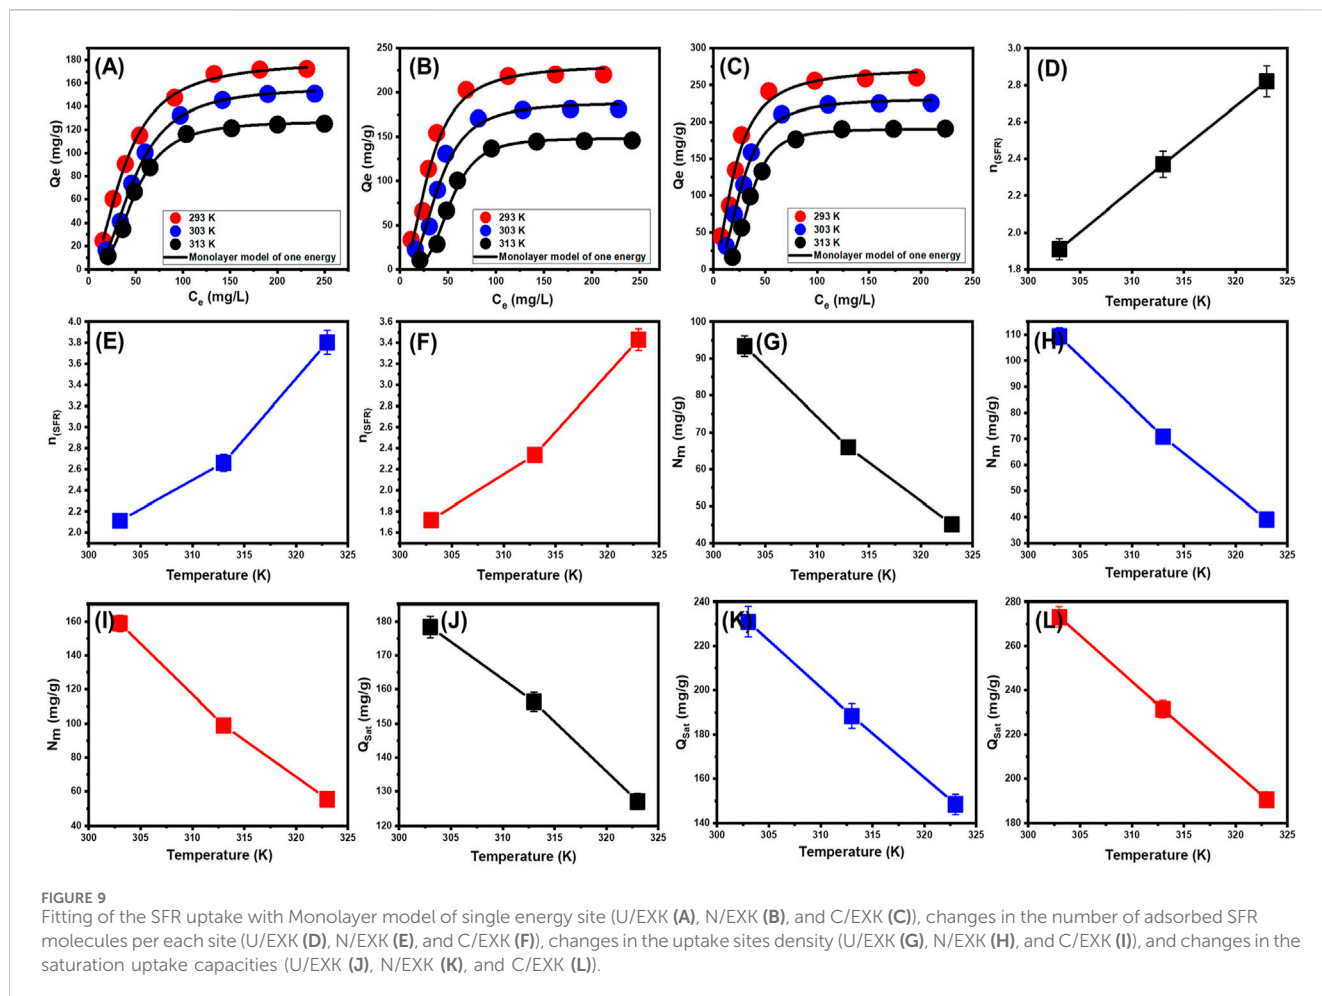 (A)
Qe (mg/g)
180
160
140
120
100
80
60
40
20
0
293 K
303 K
313 K
Monolayer model of one energy
0 50 100 150 200 250
Ce (mg/L)
(B)
Qe (mg/g)
250
200
150
100
50
0
293 K
303 K
313 K
Monolayer model of one energy
0 50 100 150 200 250
Ce (mg/L)
(C)
Qe (mg/g)
300
250
200
150
100
50
0
293 K
303 K
313 K
Monolayer model of one energy
0 50 100 150 200 250
Ce (mg/L)
(D)
n(SFR)
3.0
2.8
2.6
2.4
2.2
2.0
1.8
300 305 310 315 320 325
Temperature (K)
(E)
n(SFR)
4.0
3.8
3.6
3.4
3.2
3.0
2.8
2.6
2.4
2.2
2.0
300 305 310 315 320 325
Temperature (K)
(F)
n(SFR)
3.6
3.4
3.2
3.0
2.8
2.6
2.4
2.2
2.0
1.8
1.6
300 305 310 315 320 325
Temperature (K)
(G)
Nm (mg/g)
100
90
80
70
60
50
40
300 305 310 315 320 325
Temperature (K)
(H)
Nm (mg/g)
110
100
90
80
70
60
50
40
30
300 305 310 315 320 325
Temperature (K)
(I)
Nm (mg/g)
160
140
120
100
80
60
40
300 305 310 315 320 325
Temperature (K)
(J)
QSat (mg/g)
180
170
160
150
140
130
120
300 305 310 315 320 325
Temperature (K)
(K)
QSat (mg/g)
240
220
200
180
160
140
300 305 310 315 320 325
Temperature (K)
(L)
QSat (mg/g)
280
260
240
220
200
180
300 305 310 315 320 325
Temperature (K)
FIGURE 9
Fitting of the SFR uptake with Monolayer model of single energy site (U/EXK (A), N/EXK (B), and C/EXK (C)), changes in the number of adsorbed SFR
molecules per each site (U/EXK (D), N/EXK (E), and C/EXK (F)), changes in the uptake sites density (U/EXK (G), N/EXK (H), and C/EXK (I)), and changes in the
saturation uptake capacities (U/EXK (J), N/EXK (K), and C/EXK (L)).